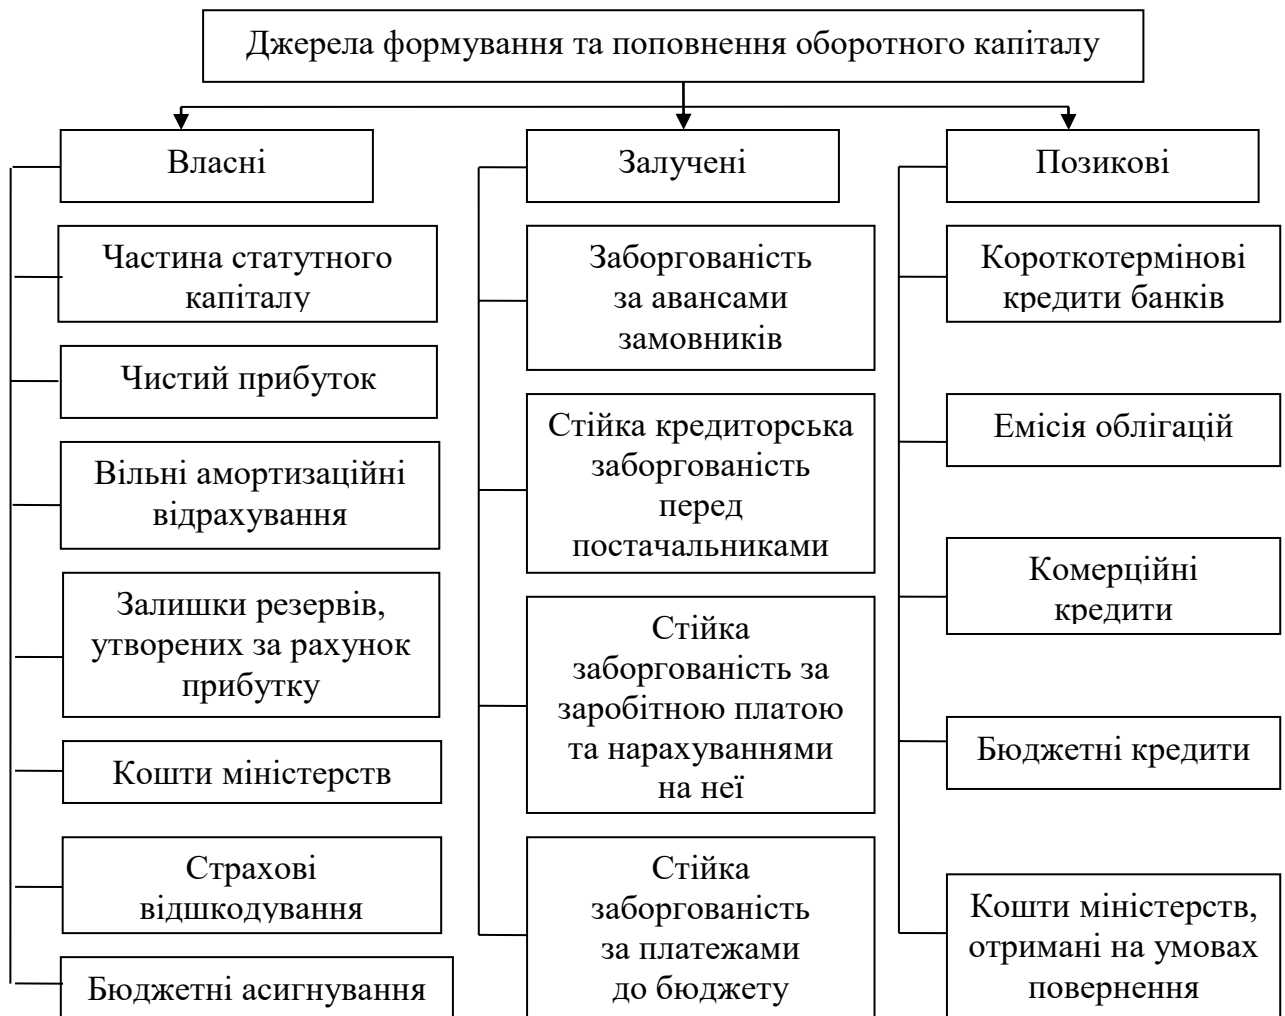 Джерела формування та поповнення оборотного капіталу
Власні
Частина статутного
капіталу
Чистий прибуток
Вільні амортизаційні
відрахування
Залишки резервів,
утворених за рахунок
прибутку
Кошти міністерств
Страхові
відшкодування
Бюджетні асигнування
Залучені
Заборгованість
за авансами
замовників
Стійка кредиторська
заборгованість
перед
постачальниками
Стійка
заборгованість за
заробітною платою
та нарахуваннями
на неї
Стійка
заборгованість
за платежами
до бюджету
Позикові
Короткотермінові
кредити банків
Емісія облігацій
Комерційні
кредити
Бюджетні кредити
Кошти міністерств,
отримані на умовах
повернення